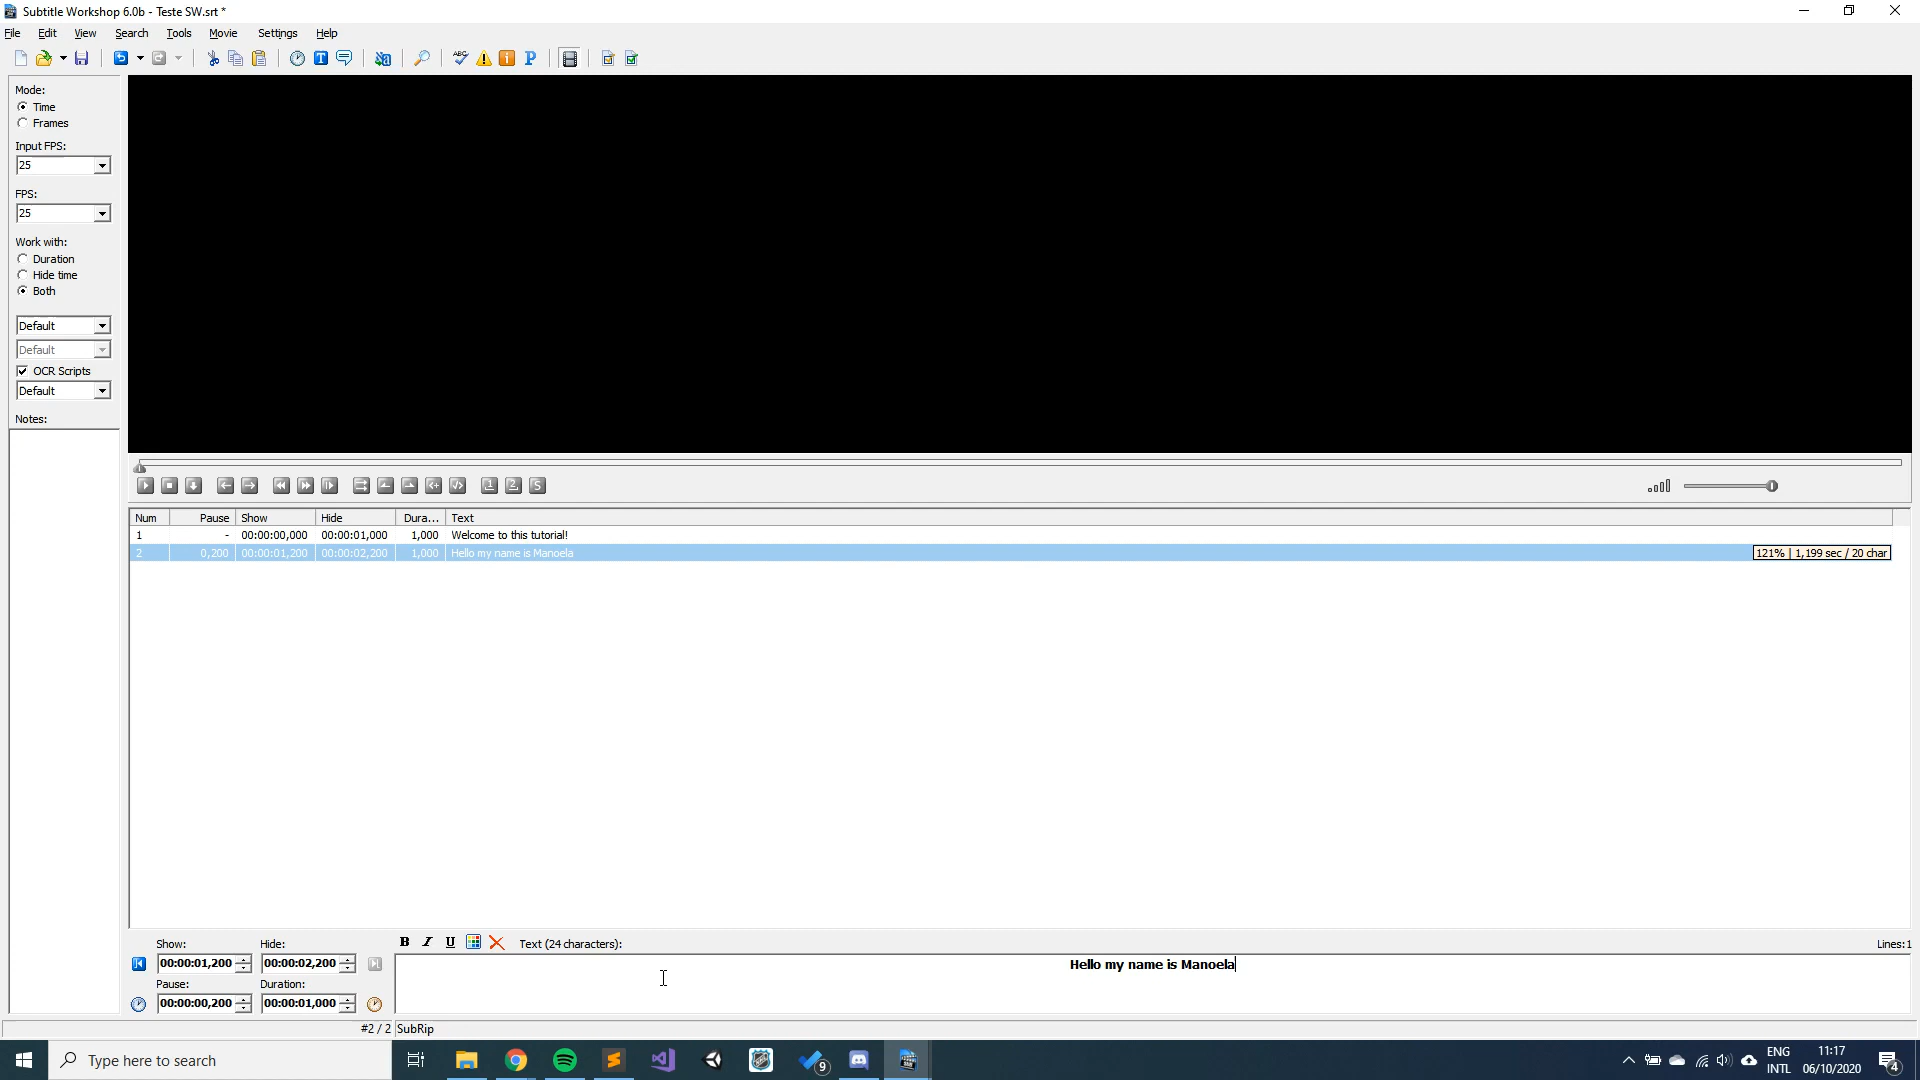 Subtitle Workshop 6.0b - Teste SW.srt *
File Edit View Search Tools Movie Settings Help
Mode:
Time
Frames
Input FPS:
25
FPS:
25
Work with:
Duration
Hide time
Both
Default
Default
OCR Scripts
Default
Notes:
Num Pause Show Hide Dura... Text
1 - 00:00:00,000 00:00:01,000 1,000 Welcome to this tutorial!
2 0,200 00:00:01,200 00:00:02,200 1,000 Hello my name is Manoela 121% | 1,199 sec / 20 char
Show: Hide: B I U Text (24 characters): Lines:1
00:00:01,200 00:00:02,200 Hello my name is Manoela
Pause: Duration:
00:00:00,200 00:00:01,000
#2 / 2 SubRip
Type here to search
9
ENG
INTL
11:17
06/10/2020
4